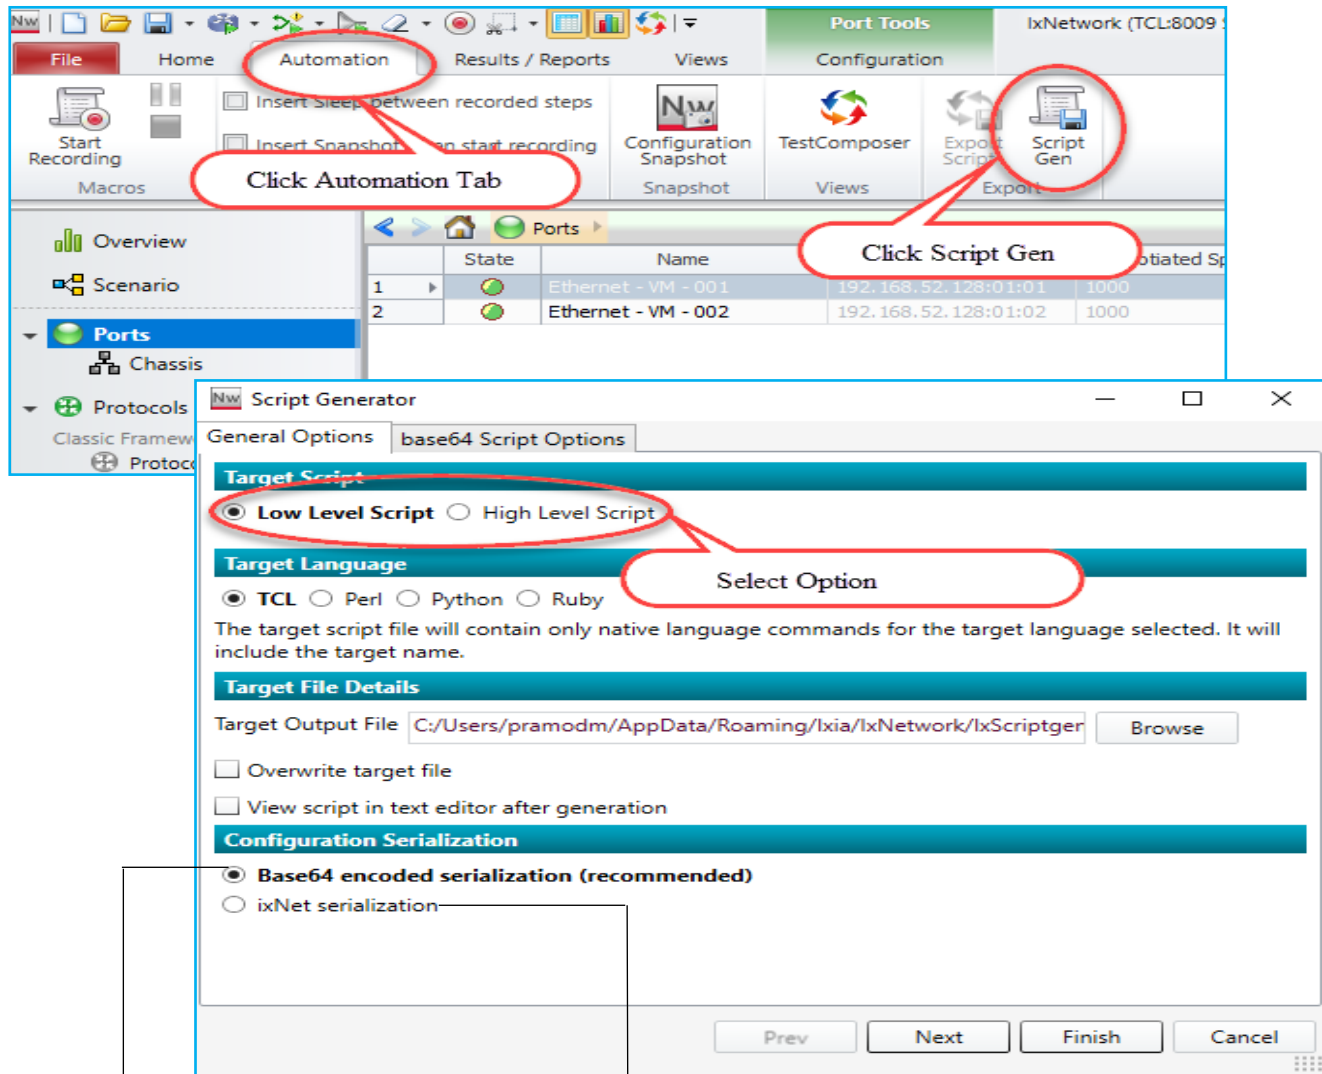 Nw
Port Tools
IxNetwork (TCL:8009
File Home Automation Results / Reports Views Configuration
Insert Sleep between recorded steps
Insert Snapshot start recording
Start Recording
Configuration Snapshot
TestComposer
Export Script
Script Gen
Macros
Snapshot
Views
Export
Click Automation Tab
Click Script Gen
Overview
Scenario
Ports
Chassis
Protocols
Classic Framew
Protoco
Ports
State Name otiated Sp
1 Ethernet - VM - 001 192.168.52.128:01:01 1000
2 Ethernet - VM - 002 192.168.52.128:01:02 1000
Nw Script Generator
General Options base64 Script Options
Target Script
Low Level Script High Level Script
Select Option
Target Language
TCL Perl Python Ruby
The target script file will contain only native language commands for the target language selected. It will
include the target name.
Target File Details
Target Output File C:/Users/pramodm/AppData/Roaming/Ixia/IxNetwork/IxScriptgen Browse
Overwrite target file
View script in text editor after generation
Configuration Serialization
Base64 encoded serialization (recommended)
ixNet serialization
Prev Next Finish Cancel